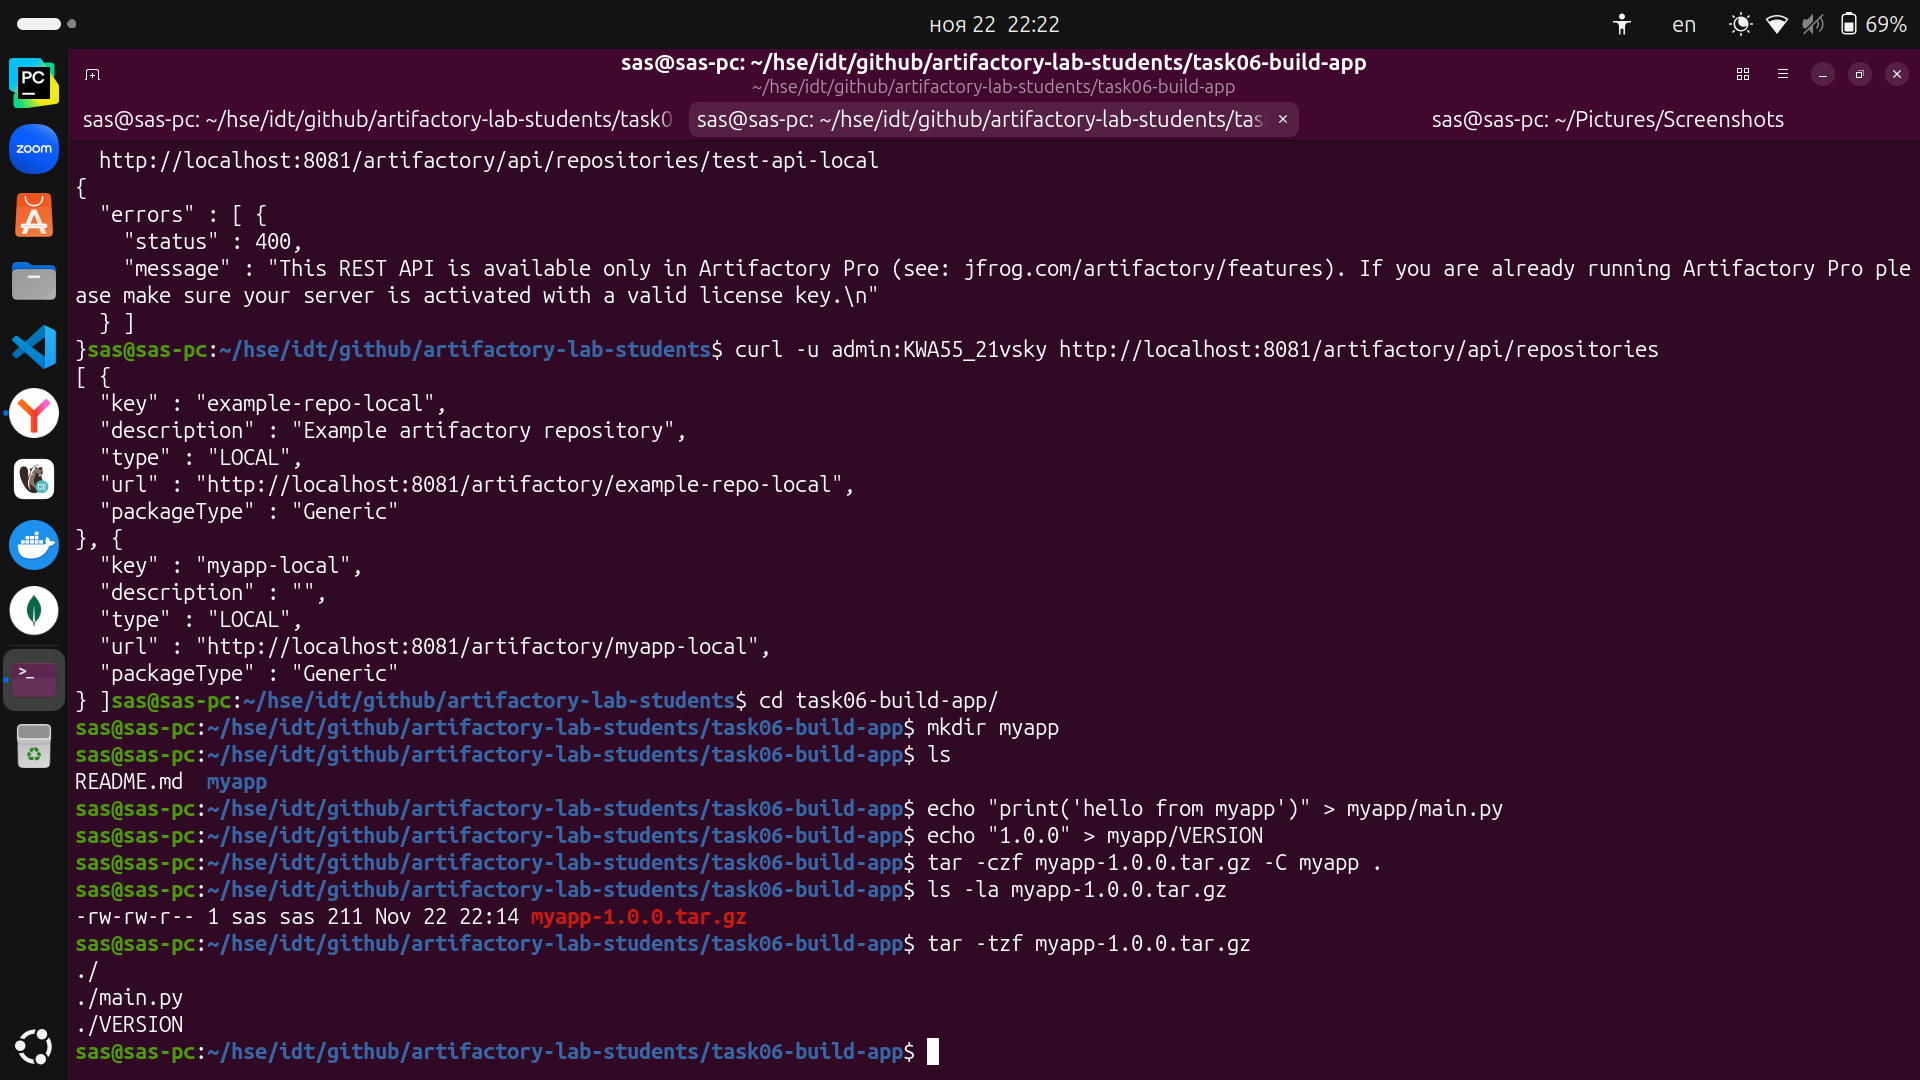 ноя 22  22:22
en
69%
PC
zoom
sas@sas-pc: ~/hse/idt/github/artifactory-lab-students/task06-build-app
~/hse/idt/github/artifactory-lab-students/task06-build-app
sas@sas-pc: ~/hse/idt/github/artifactory-lab-students/task0
sas@sas-pc: ~/hse/idt/github/artifactory-lab-students/tas
sas@sas-pc: ~/Pictures/Screenshots
  http://localhost:8081/artifactory/api/repositories/test-api-local
{
  "errors" : [ {
    "status" : 400,
    "message" : "This REST API is available only in Artifactory Pro (see: jfrog.com/artifactory/features). If you are already running Artifactory Pro ple
ase make sure your server is activated with a valid license key.\n"
  } ]
}sas@sas-pc:~/hse/idt/github/artifactory-lab-students$ curl -u admin:KWA55_21vsky http://localhost:8081/artifactory/api/repositories
[ {
  "key" : "example-repo-local",
  "description" : "Example artifactory repository",
  "type" : "LOCAL",
  "url" : "http://localhost:8081/artifactory/example-repo-local",
  "packageType" : "Generic"
}, {
  "key" : "myapp-local",
  "description" : "",
  "type" : "LOCAL",
  "url" : "http://localhost:8081/artifactory/myapp-local",
  "packageType" : "Generic"
} ]sas@sas-pc:~/hse/idt/github/artifactory-lab-students$ cd task06-build-app/
sas@sas-pc:~/hse/idt/github/artifactory-lab-students/task06-build-app$ mkdir myapp
sas@sas-pc:~/hse/idt/github/artifactory-lab-students/task06-build-app$ ls
README.md  myapp
sas@sas-pc:~/hse/idt/github/artifactory-lab-students/task06-build-app$ echo "print('hello from myapp')" > myapp/main.py
sas@sas-pc:~/hse/idt/github/artifactory-lab-students/task06-build-app$ echo "1.0.0" > myapp/VERSION
sas@sas-pc:~/hse/idt/github/artifactory-lab-students/task06-build-app$ tar -czf myapp-1.0.0.tar.gz -C myapp .
sas@sas-pc:~/hse/idt/github/artifactory-lab-students/task06-build-app$ ls -la myapp-1.0.0.tar.gz
-rw-rw-r-- 1 sas sas 211 Nov 22 22:14 myapp-1.0.0.tar.gz
sas@sas-pc:~/hse/idt/github/artifactory-lab-students/task06-build-app$ tar -tzf myapp-1.0.0.tar.gz
./
./main.py
./VERSION
sas@sas-pc:~/hse/idt/github/artifactory-lab-students/task06-build-app$